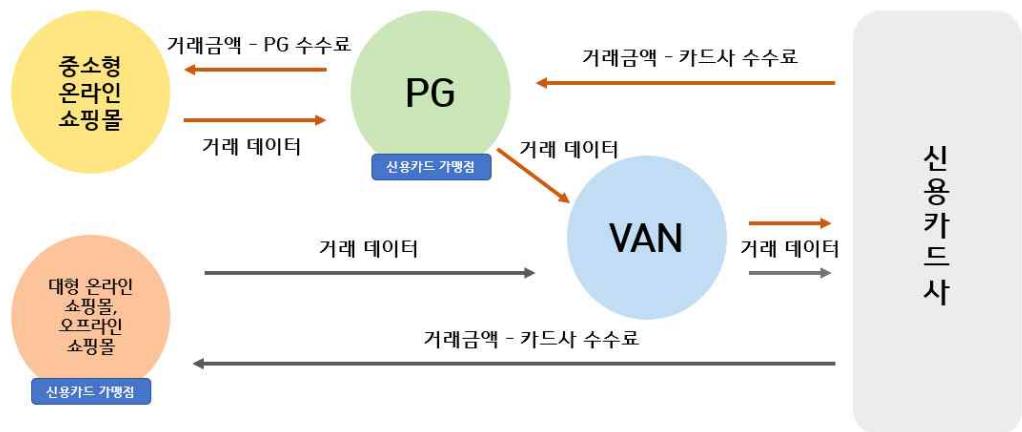 중소형
온라인
쇼핑몰
거래금액 - PG 수수료
거래 데이터
PG
신용카드 가맹점
거래금액 - 카드사 수수료
거래 데이터
VAN
거래 데이터
거래 데이터
대형 온라인
쇼핑몰,
오프라인
쇼핑몰
신용카드 가맹점
거래금액 - 카드사 수수료
신
용
카
드
사